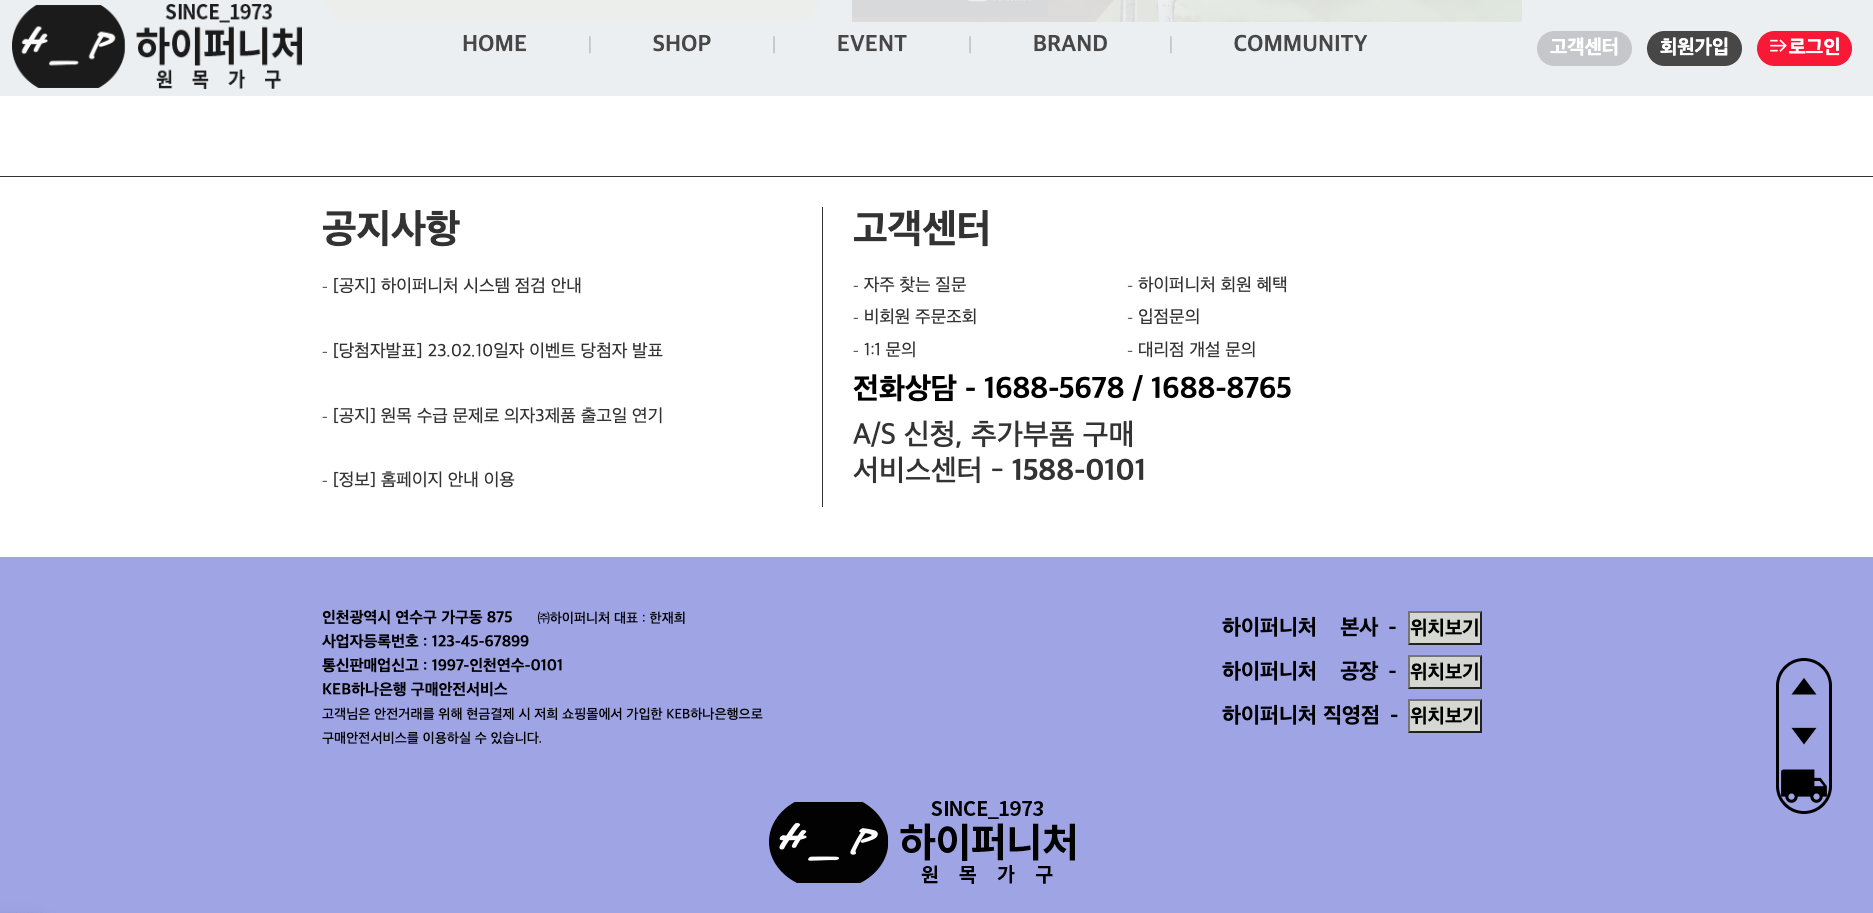 H_P
SINCE_1973
하이퍼니처
원 목 가 구
HOME | SHOP | EVENT | BRAND | COMMUNITY
고객센터
회원가입
로그인
공지사항
- [공지] 하이퍼니처 시스템 점검 안내
- [당첨자발표] 23.02.10일자 이벤트 당첨자 발표
- [공지] 원목 수급 문제로 의자3제품 출고일 연기
- [정보] 홈페이지 안내 이용
고객센터
- 자주 찾는 질문
- 하이퍼니처 회원 혜택
- 비회원 주문조회
- 입점문의
- 1:1 문의
- 대리점 개설 문의
전화상담 - 1688-5678 / 1688-8765
A/S 신청, 추가부품 구매
서비스센터 - 1588-0101
인천광역시 연수구 가구동 875 ㈜하이퍼니처 대표 : 한재희
사업자등록번호 : 123-45-67899
통신판매업신고 : 1997-인천연수-0101
KEB하나은행 구매안전서비스
고객님은 안전거래를 위해 현금결제 시 저희 쇼핑몰에서 가입한 KEB하나은행으로
구매안전서비스를 이용하실 수 있습니다.
하이퍼니처 본사 - 위치보기
하이퍼니처 공장 - 위치보기
하이퍼니처 직영점 - 위치보기
H_P
SINCE_1973
하이퍼니처
원 목 가 구